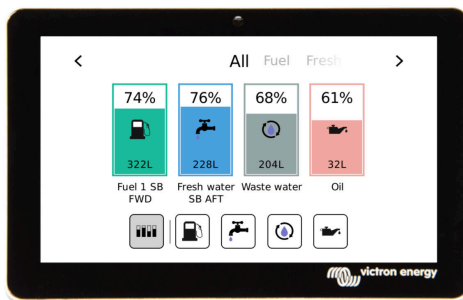 All Fuel Fresh
74% 76% 68% 61%
322L 228L 204L 32L
Fuel 1 SB Fresh water Waste water Oil
FWD SB AFT
victron energy